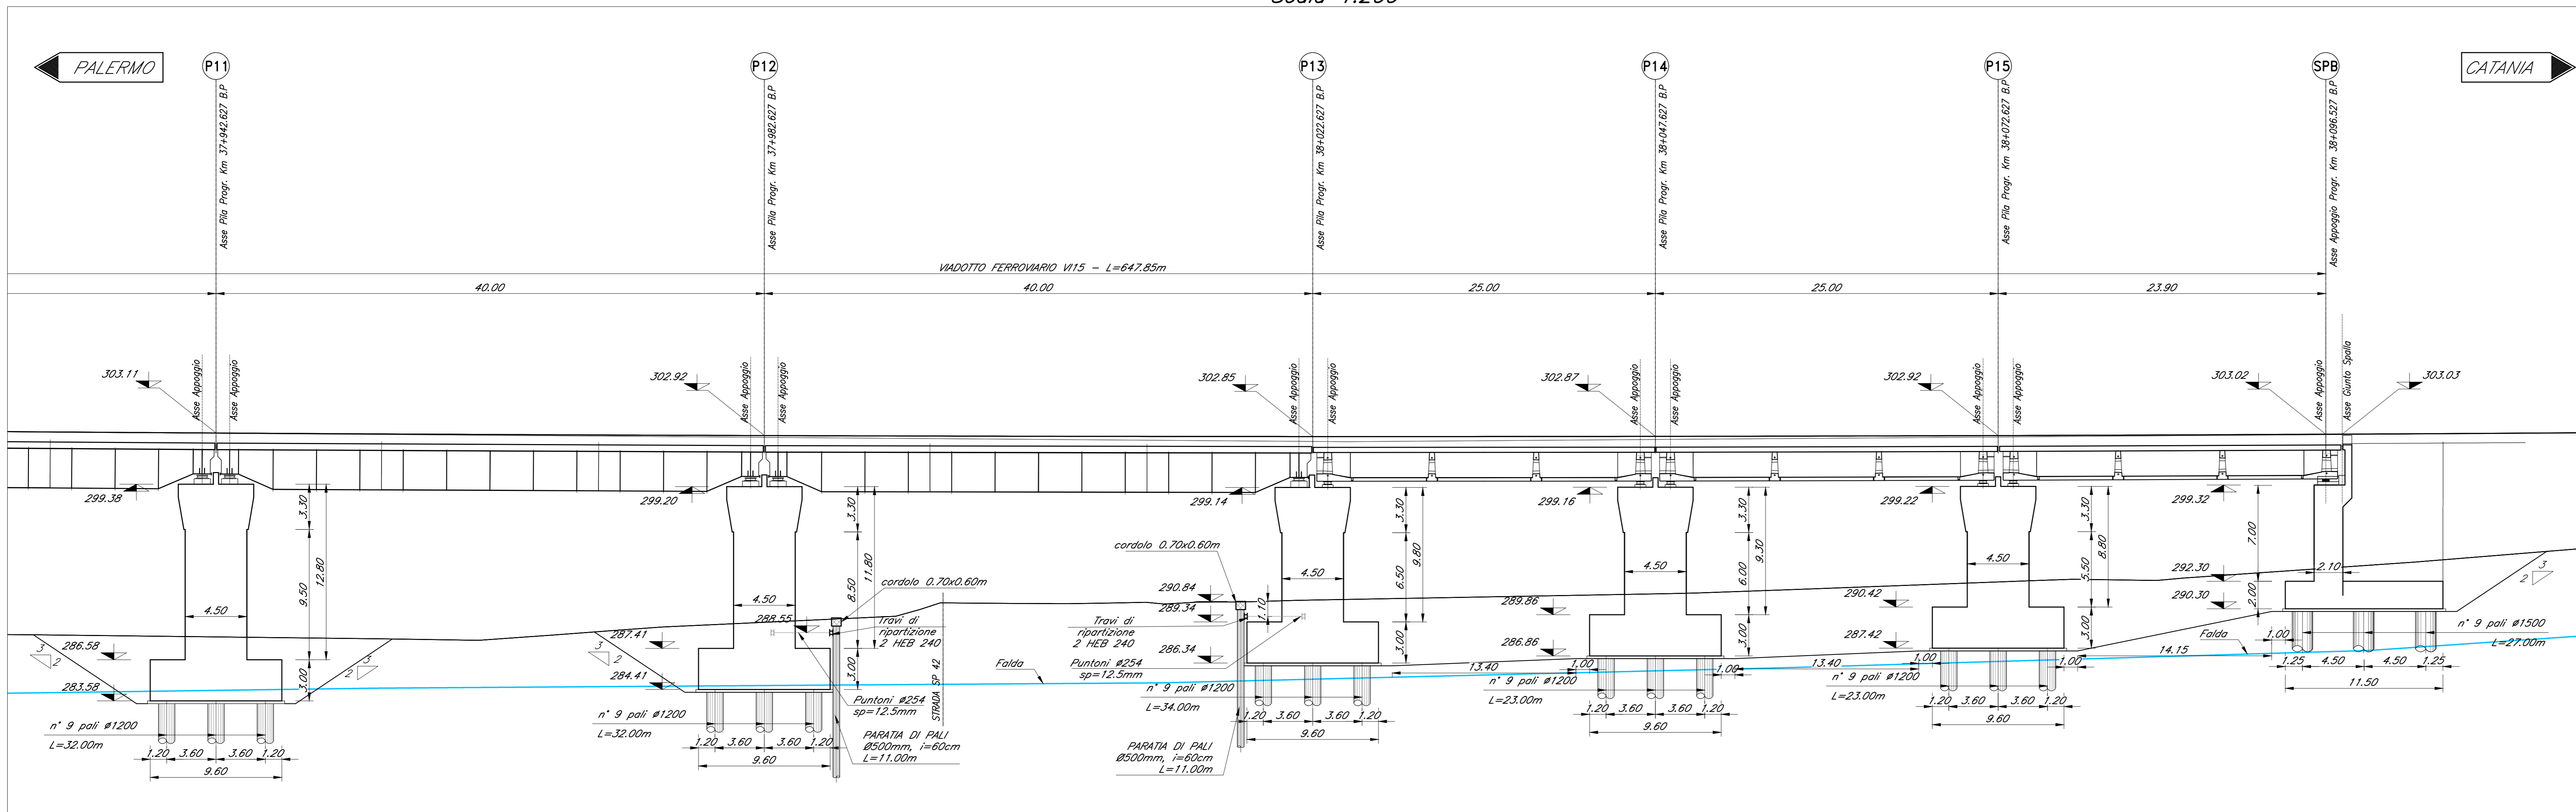 PALERMO
P11
P12
P13
P14
P15
SPB
CATANIA
Asse Pila Progr. Km 37+942.627 B.P
Asse Pila Progr. Km 37+982.627 B.P
Asse Pila Progr. Km 38+022.627 B.P
Asse Pila Progr. Km 38+047.627 B.P
Asse Pila Progr. Km 38+072.627 B.P
Asse Appoggio Progr. Km 38+096.527 B.P
VIADOTTO FERROVIARIO VI15 - L=647.85m
40.00
40.00
25.00
25.00
23.90
303.11
Asse Appoggio
Asse Appoggio
302.92
Asse Appoggio
Asse Appoggio
302.85
Asse Appoggio
Asse Appoggio
302.87
Asse Appoggio
Asse Appoggio
302.92
Asse Appoggio
Asse Appoggio
303.02
Asse Appoggio
Asse Giunto Spalla
303.03
299.38
3.30
9.50
12.80
4.50
286.58
283.58
3.00
3
2
3
2
n° 9 pali Ø1200
L=32.00m
1.20
3.60
3.60
1.20
9.60
299.20
3.30
8.50
11.80
4.50
288.55
287.41
284.41
3.00
3
2
cordolo 0.70x0.60m
Travi di
ripartizione
2 HEB 240
Puntoni Ø254
sp=12.5mm
STRADA SP 42
PARATIA DI PALI
Ø500mm, i=60cm
L=11.00m
n° 9 pali Ø1200
L=32.00m
1.20
3.60
3.60
1.20
9.60
Falda
299.14
3.30
6.50
9.80
4.50
cordolo 0.70x0.60m
290.84
289.34
1.10
Travi di
ripartizione
2 HEB 240
286.34
3.00
Puntoni Ø254
sp=12.5mm
n° 9 pali Ø1200
L=34.00m
1.20
3.60
3.60
1.20
9.60
PARATIA DI PALI
Ø500mm, i=60cm
L=11.00m
13.40
1.00
299.16
3.30
6.00
9.30
4.50
289.86
286.86
3.00
n° 9 pali Ø1200
L=23.00m
1.20
3.60
3.60
1.20
9.60
1.00
13.40
1.00
299.22
3.30
5.50
8.80
4.50
290.42
287.42
3.00
n° 9 pali Ø1200
L=23.00m
1.20
3.60
3.60
1.20
9.60
1.00
14.15
1.00
Falda
299.32
7.00
2.10
292.30
290.30
2.00
3
2
n° 9 pali Ø1500
L=27.00m
1.25
4.50
4.50
1.25
11.50